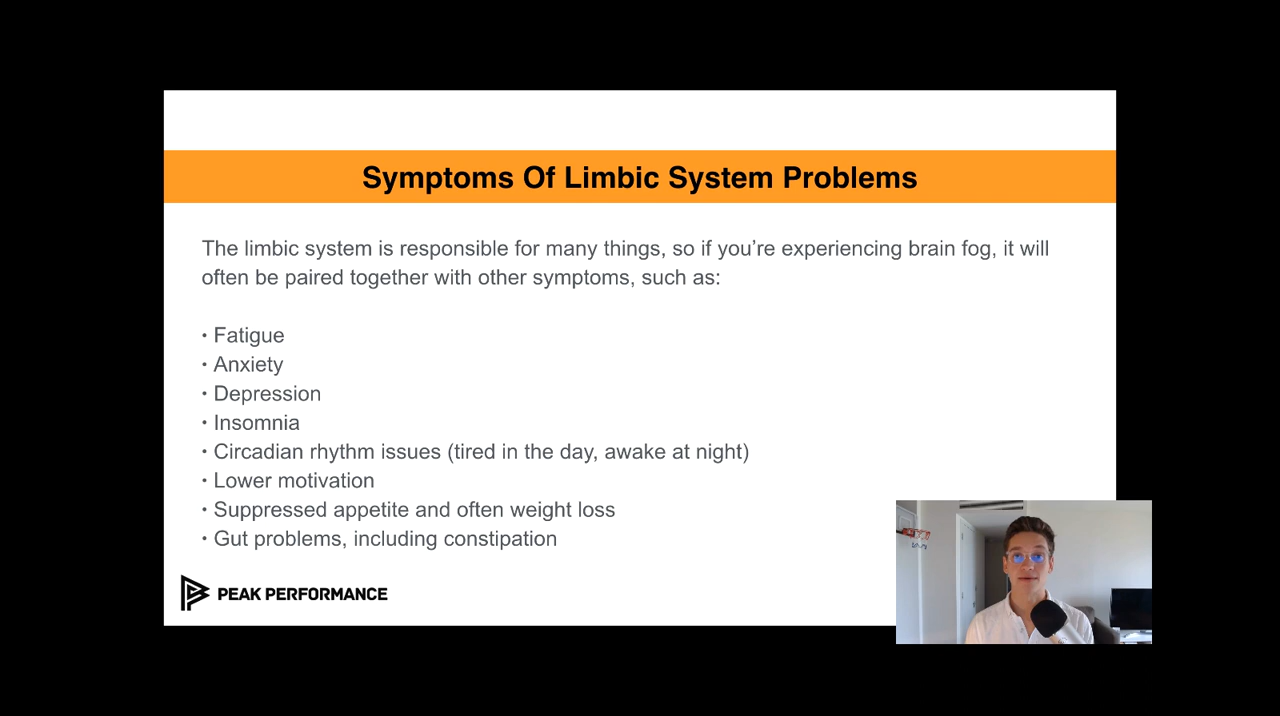 Symptoms Of Limbic System Problems
The limbic system is responsible for many things, so if you’re experiencing brain fog, it will
often be paired together with other symptoms, such as:
• Fatigue
• Anxiety
• Depression
• Insomnia
• Circadian rhythm issues (tired in the day, awake at night)
• Lower motivation
• Suppressed appetite and often weight loss
• Gut problems, including constipation
PEAK PERFORMANCE